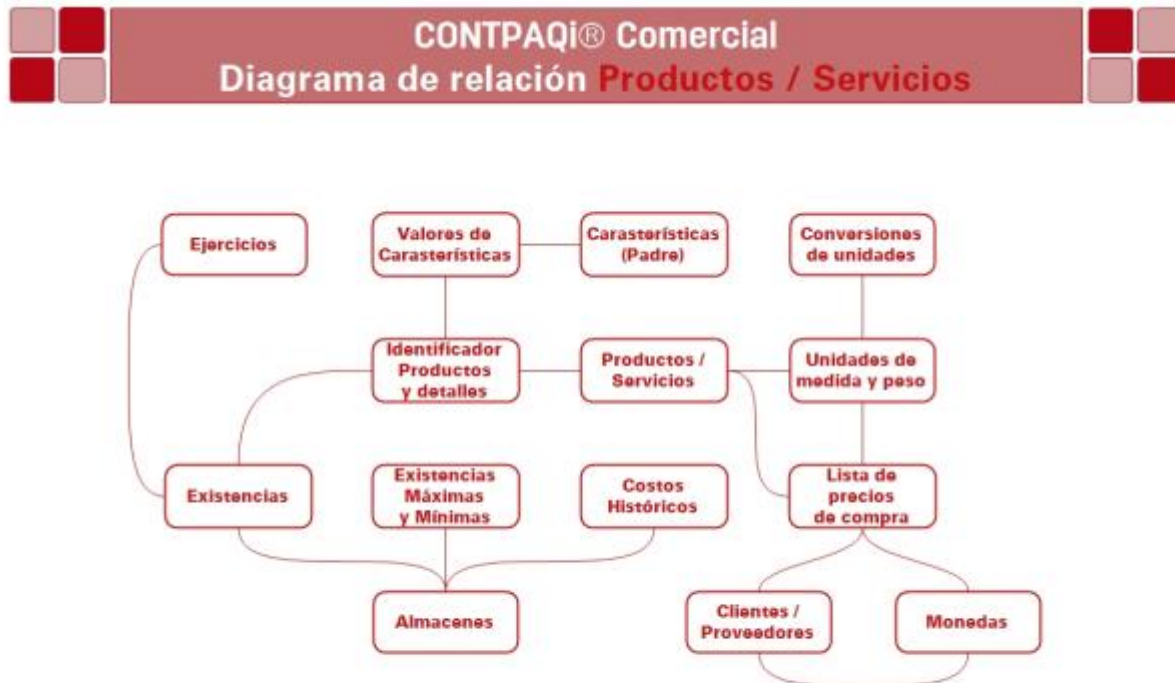 CONTPAQi® Comercial
Diagrama de relación Productos / Servicios
Ejercicios
Valores de
Carasterísticas
Carasterísticas
(Padre)
Conversiones
de unidades
Identificador
Productos
y detalles
Productos /
Servicios
Unidades de
medida y peso
Existencias
Existencias
Máximas
y Mínimas
Costos
Históricos
Lista de
precios
de compra
Almacenes
Clientes /
Proveedores
Monedas